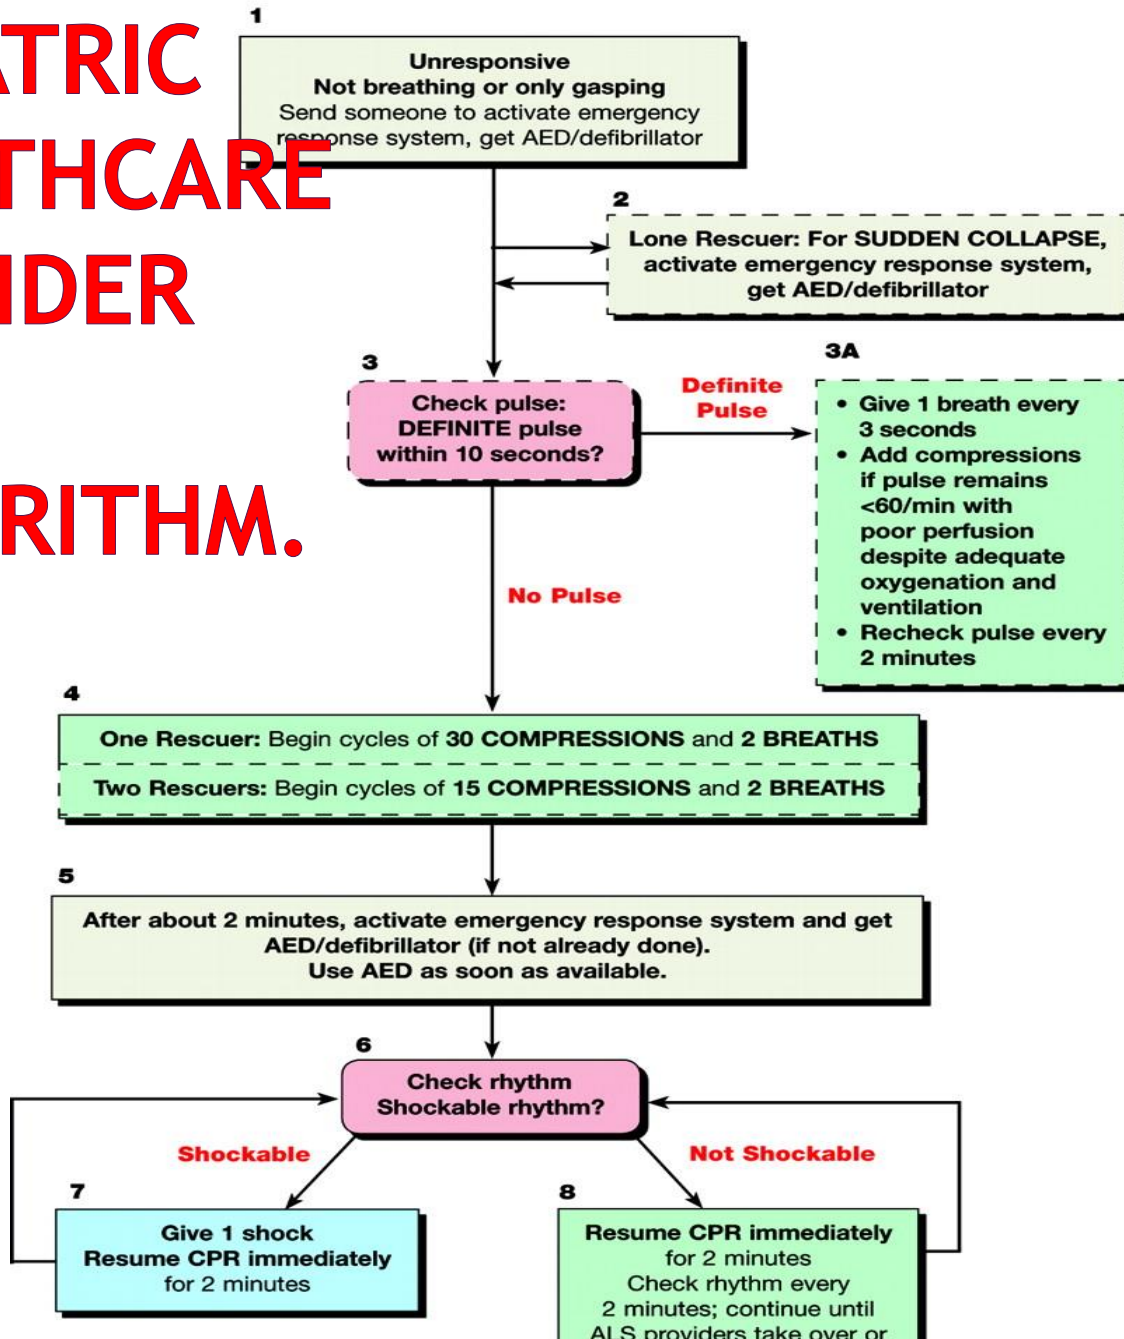 ATRIC
THCARE
IDER
RITHM.
1
Unresponsive
Not breathing or only gasping
Send someone to activate emergency
response system, get AED/defibrillator
2
Lone Rescuer: For SUDDEN COLLAPSE,
activate emergency response system,
get AED/defibrillator
3
Check pulse:
DEFINITE pulse
within 10 seconds?
Definite
Pulse
3A
• Give 1 breath every
3 seconds
• Add compressions
if pulse remains
<60/min with
poor perfusion
despite adequate
oxygenation and
ventilation
• Recheck pulse every
2 minutes
No Pulse
4
One Rescuer: Begin cycles of 30 COMPRESSIONS and 2 BREATHS
Two Rescuers: Begin cycles of 15 COMPRESSIONS and 2 BREATHS
5
After about 2 minutes, activate emergency response system and get
AED/defibrillator (if not already done).
Use AED as soon as available.
6
Check rhythm
Shockable rhythm?
Shockable
Not Shockable
7
Give 1 shock
Resume CPR immediately
for 2 minutes
8
Resume CPR immediately
for 2 minutes
Check rhythm every
2 minutes; continue until
ALS providers take over or